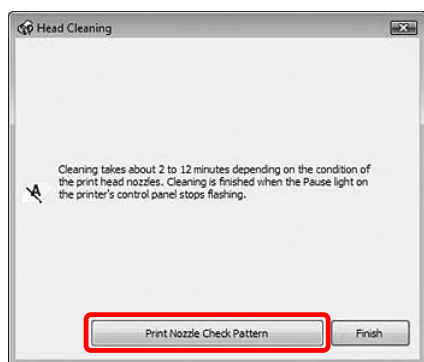 Head Cleaning
Cleaning takes about 2 to 12 minutes depending on the condition of
the print head nozzles. Cleaning is finished when the Pause light on
the printer's control panel stops flashing.
Print Nozzle Check Pattern
Finish